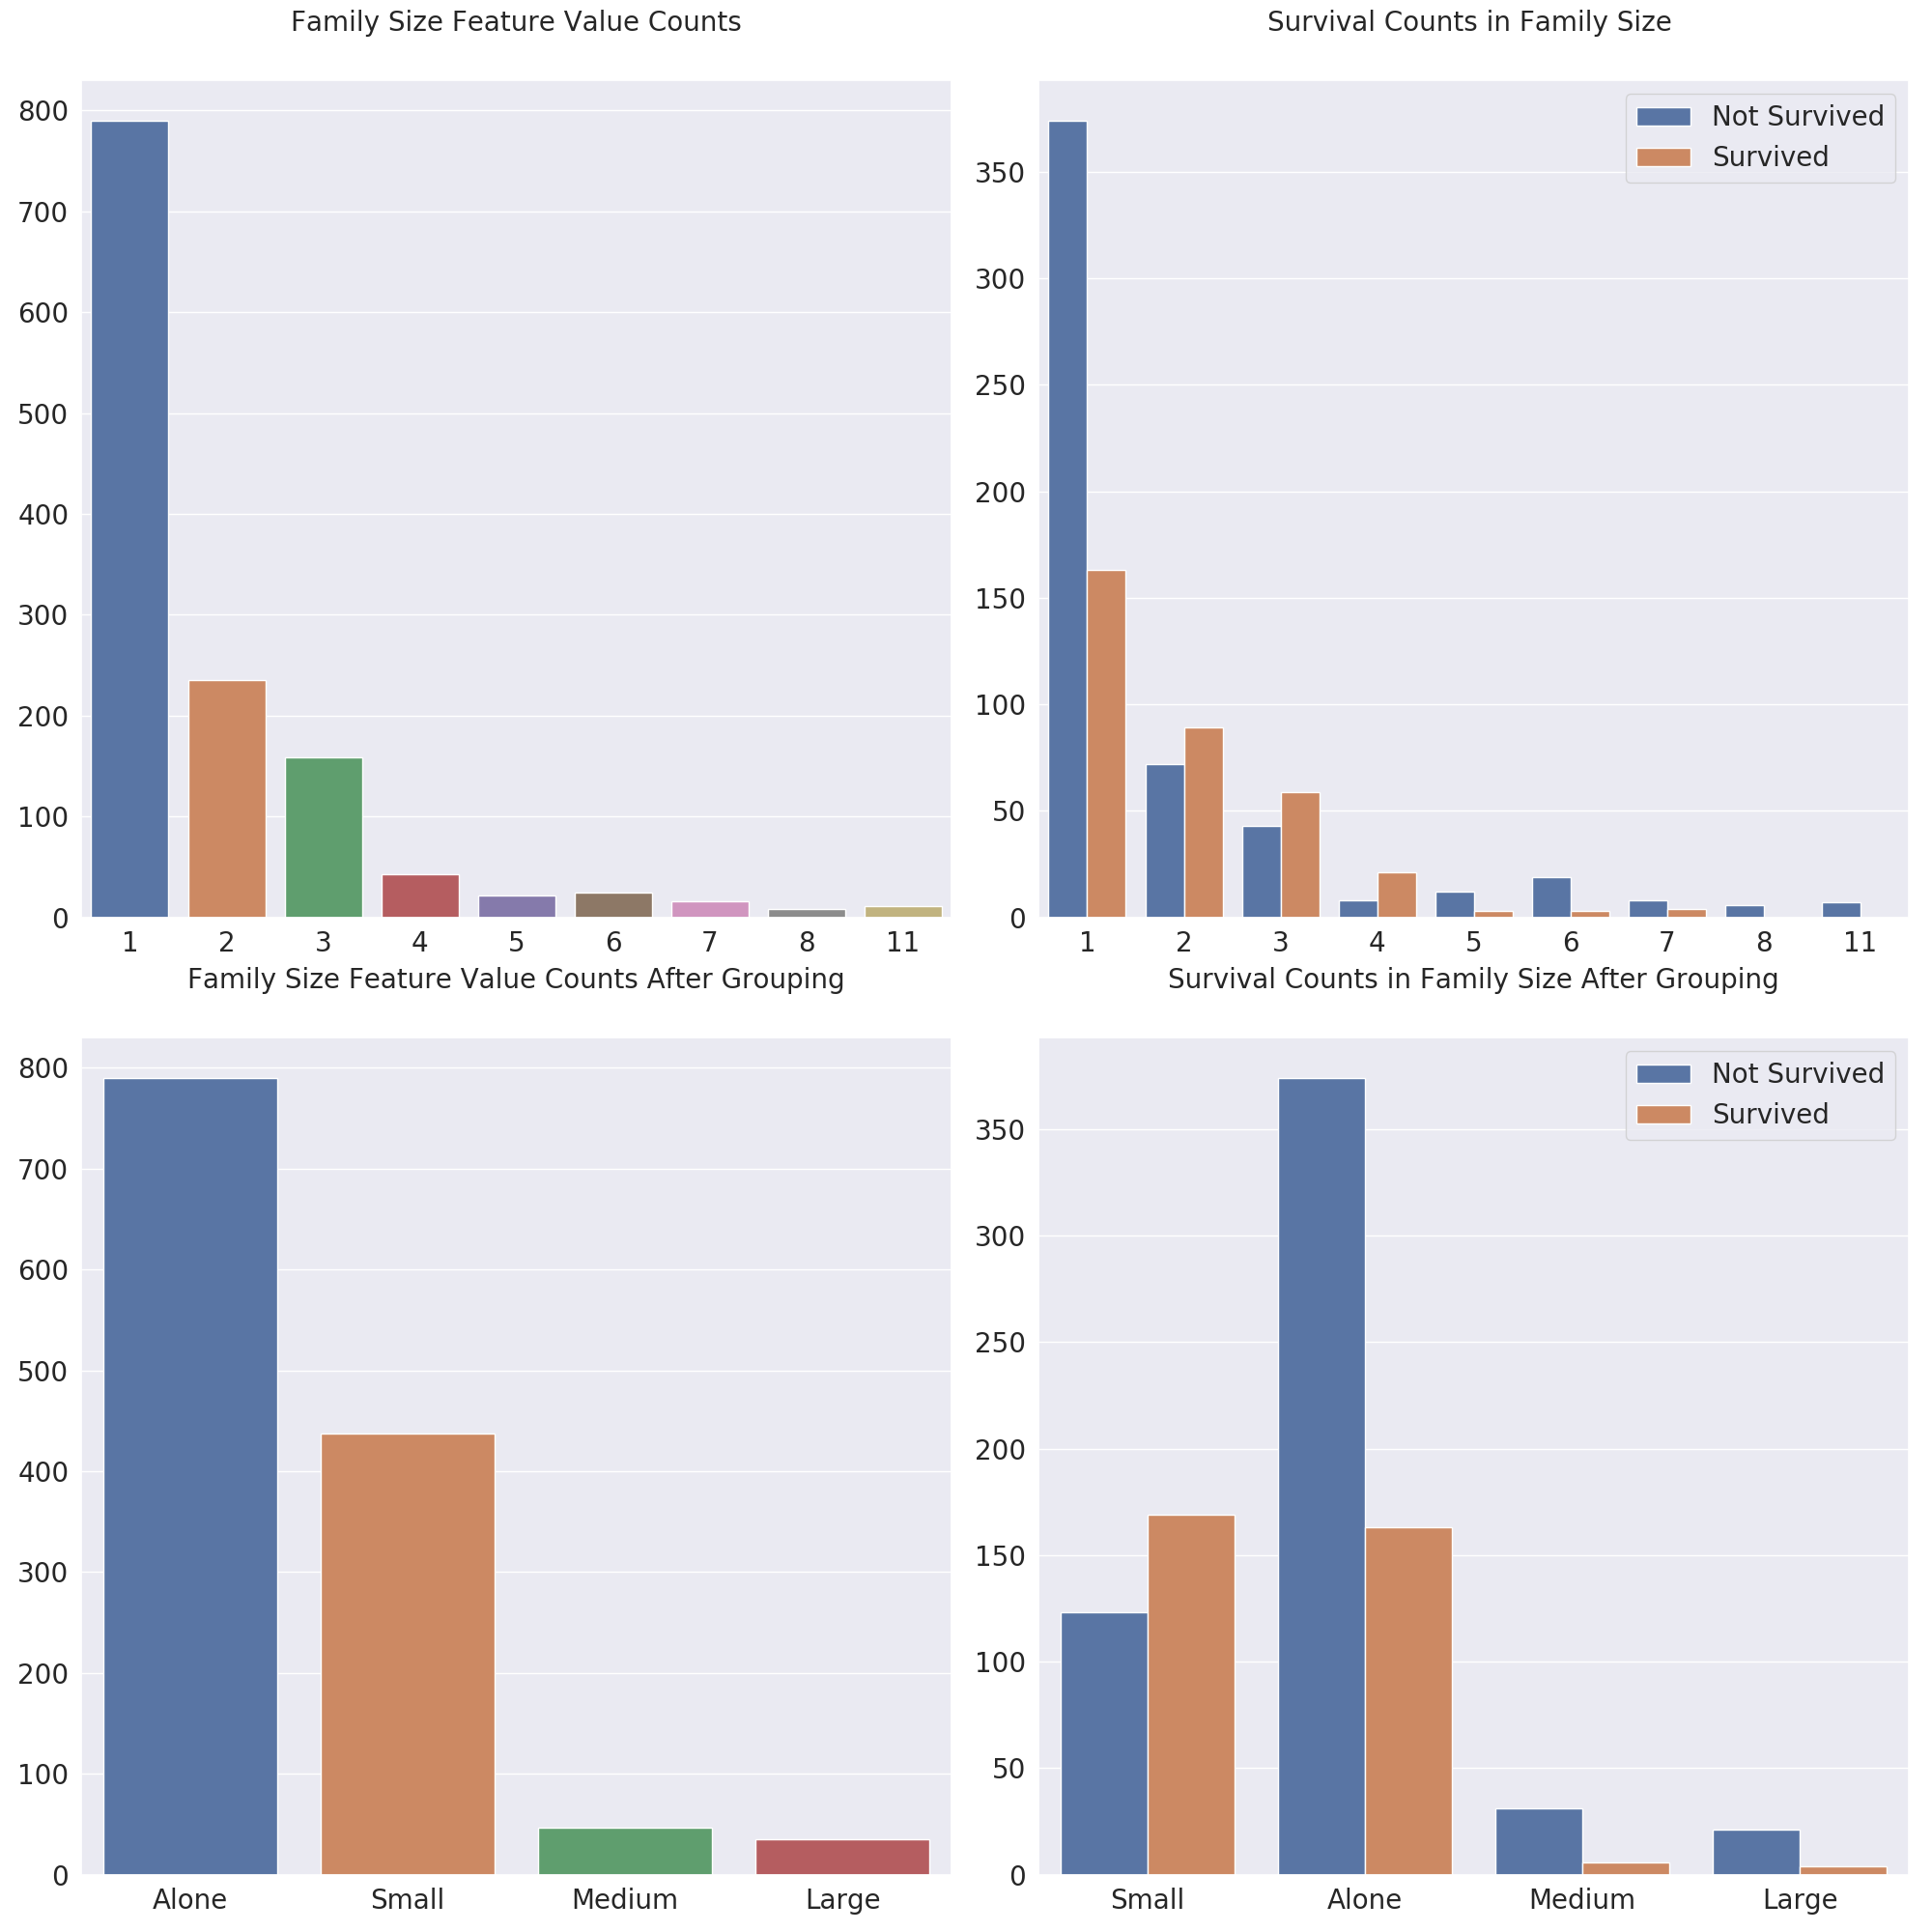 Family Size Feature Value Counts
800
700
600
500
400
300
200
100
0
1 2 3 4 5 6 7 8 11
Survival Counts in Family Size
Not Survived
Survived
350
300
250
200
150
100
50
0
1 2 3 4 5 6 7 8 11
Family Size Feature Value Counts After Grouping
800
700
600
500
400
300
200
100
0
Alone Small Medium Large
Survival Counts in Family Size After Grouping
Not Survived
Survived
350
300
250
200
150
100
50
0
Small Alone Medium Large